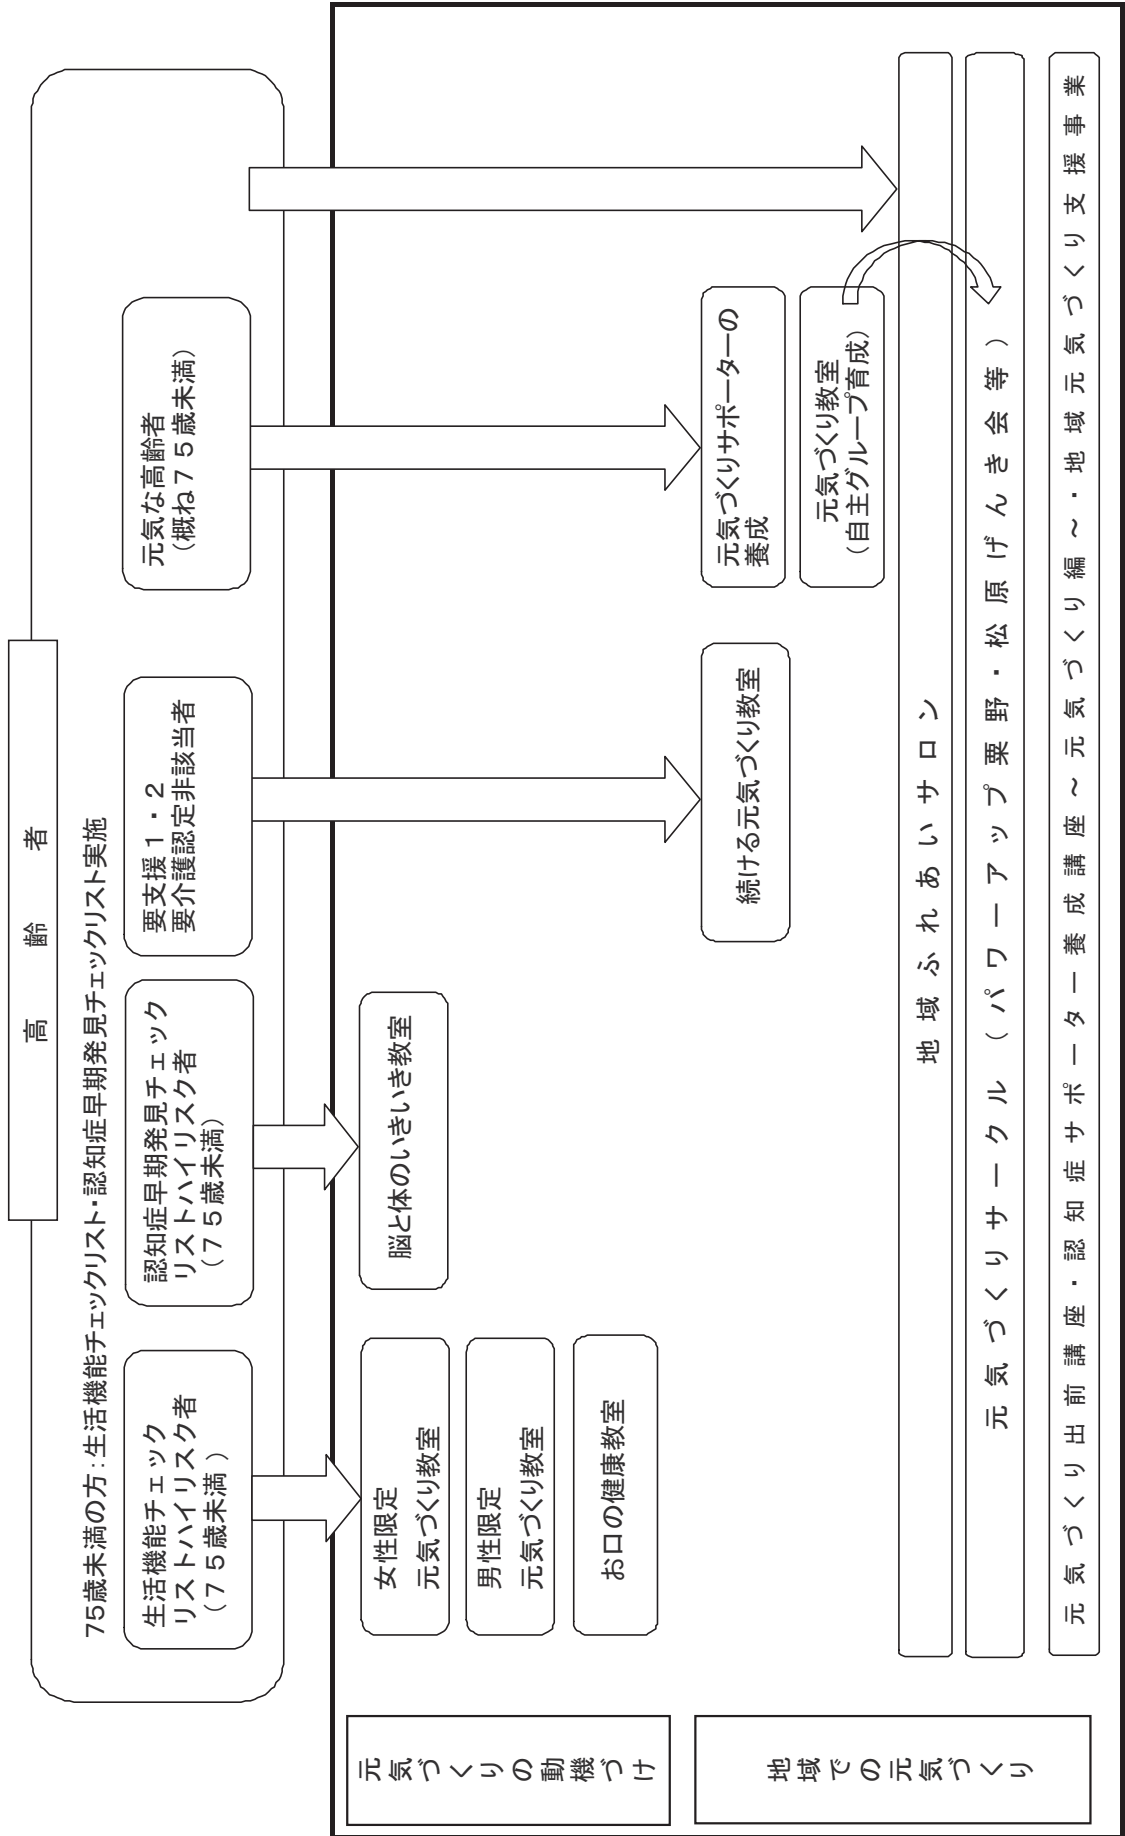 高　齢　者
75歳未満の方：生活機能チェックリスト・認知症早期発見チェックリスト実施
生活機能チェック
リストハイリスク者
（７５歳未満）
認知症早期発見チェック
リストハイリスク者
（７５歳未満）
要支援１・２
要介護認定非該当者
元気な高齢者
（概ね７５歳未満）
元気づくりの動機づけ
女性限定
元気づくり教室
男性限定
元気づくり教室
お口の健康教室
脳と体のいきいき教室
地域での元気づくり
続ける元気づくり教室
元気づくりサポーターの
養成
元気づくり教室
（自主グループ育成）
地域ふれあいサロン
元気づくりサークル（パワーアップ粟野・松原げんき会等）
元気づくり出前講座・認知症サポーター養成講座～元気づくり編～・地域元気づくり支援事業